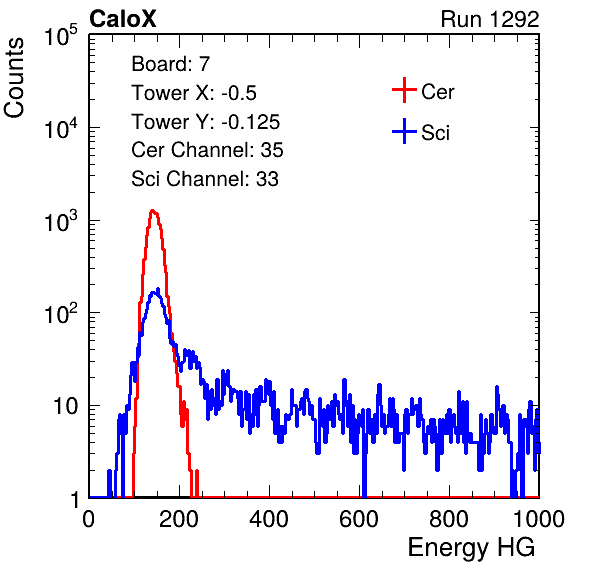 CaloX Run 1292
Counts
10^5
10^4
10^3
10^2
10
1
Board: 7
Tower X: -0.5
Tower Y: -0.125
Cer Channel: 35
Sci Channel: 33
Cer
Sci
0 200 400 600 800 1000
Energy HG